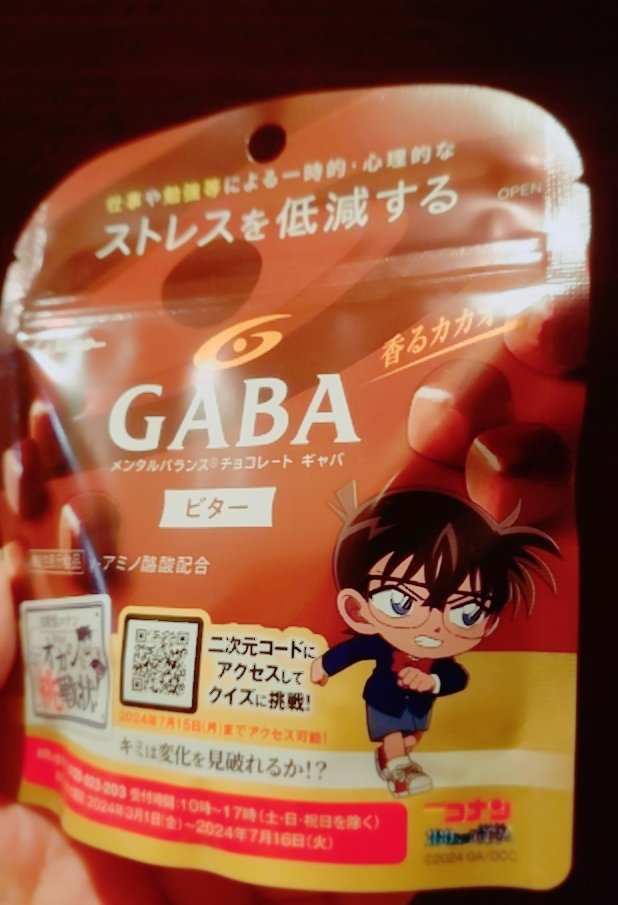 仕事や勉強等による一時的・心理的な
ストレスを低減する
OPEN
香るカカオ
GABA
メンタルバランス®チョコレート ギャバ
ビター
アミノ酪酸配合
二次元コードに
アクセスして
クイズに挑戦!
2024年7月15日(月)までアクセス可能!
キミは変化を見破れるか!?
受付時間:10時~17時(土・日・祝日を除く)
2024年3月1日(金)~2024年7月16日(火)
コナン
©2024 GA/DCC